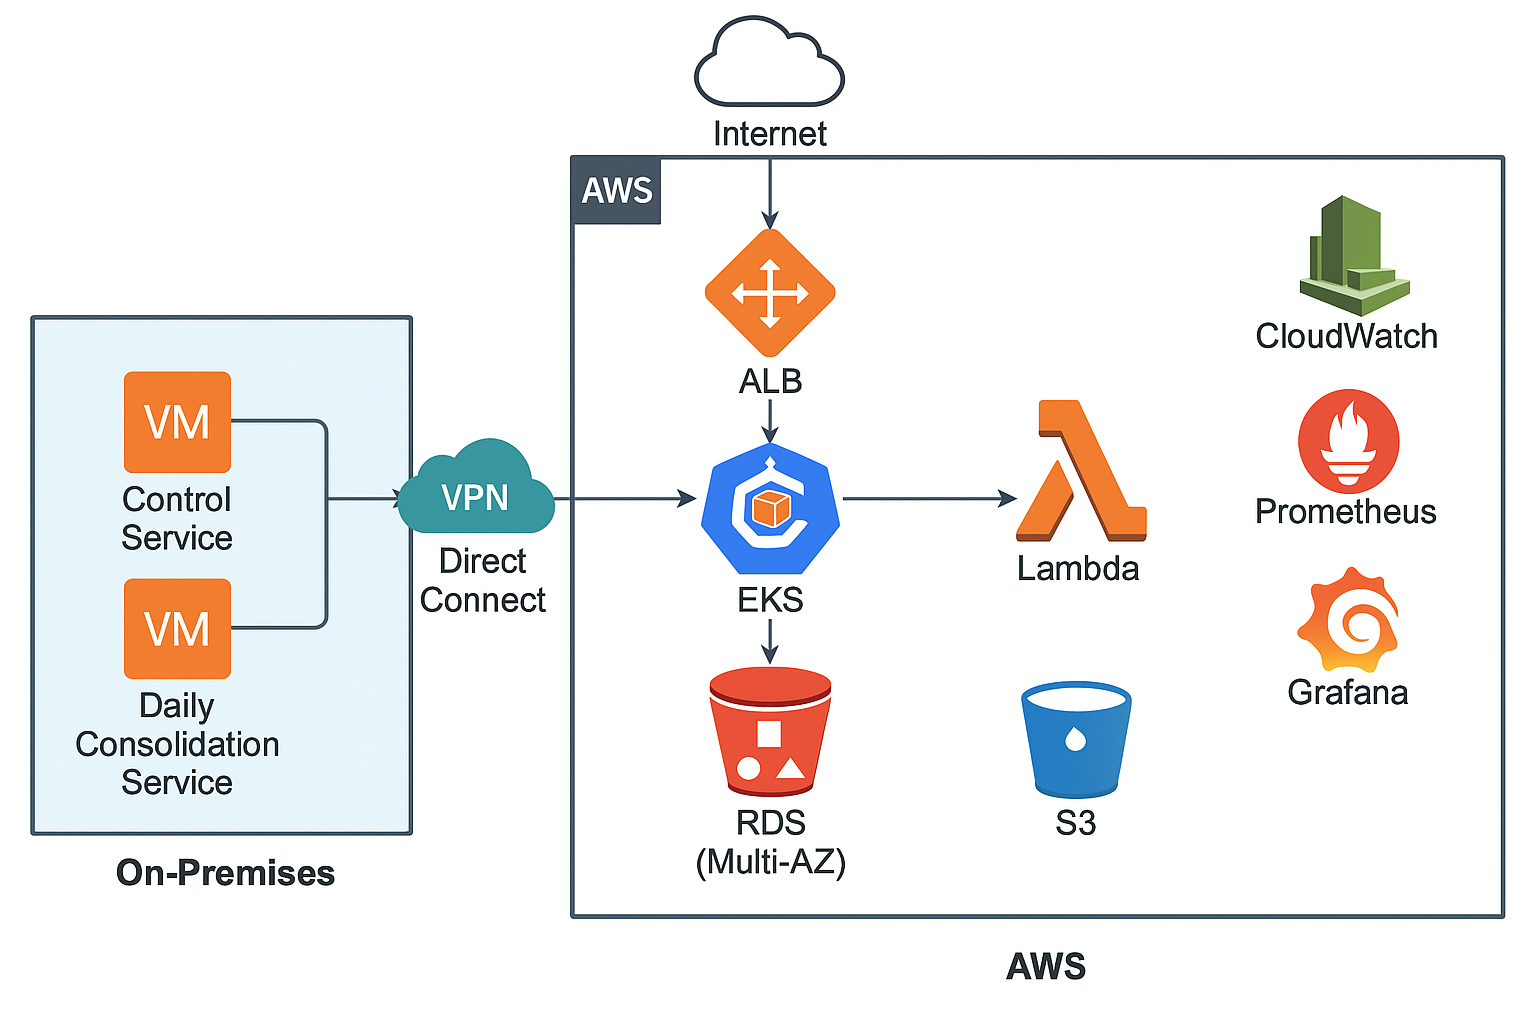 Internet
AWS
ALB
CloudWatch
VM
Control
Service
VPN
Direct
Connect
EKS
Lambda
Prometheus
VM
Daily
Consolidation
Service
Grafana
RDS
(Multi-AZ)
S3
On-Premises
AWS